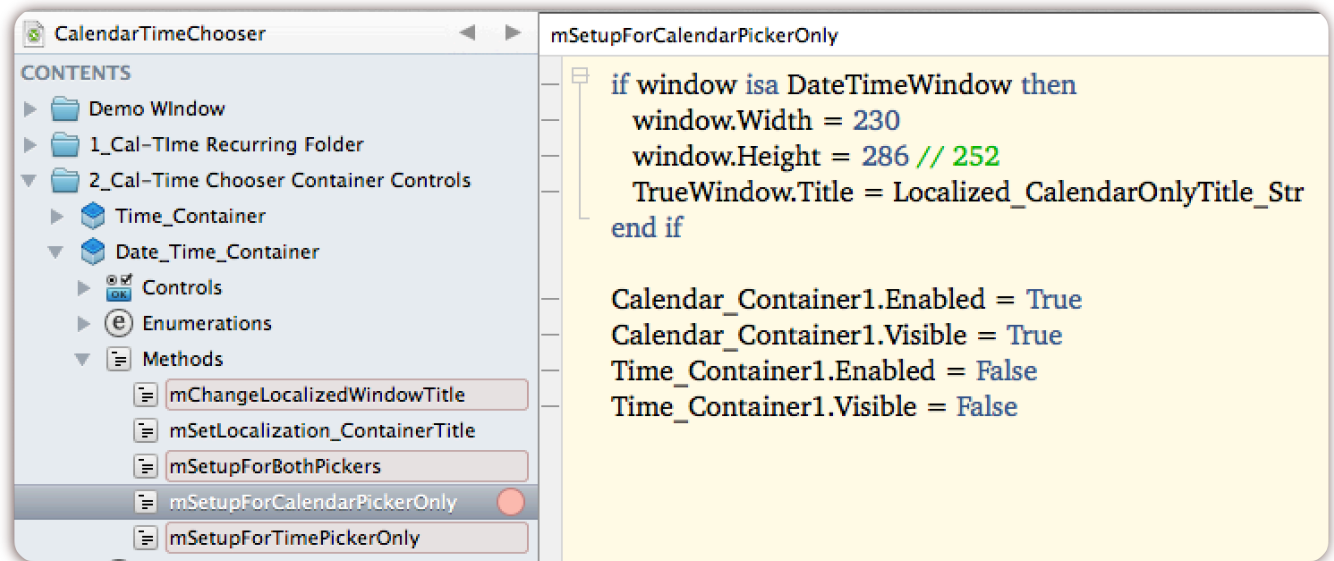 CalendarTimeChooser
CONTENTS
Demo WIndow
1_Cal-TIme Recurring Folder
2_Cal-Time Chooser Container Controls
Time_Container
Date_Time_Container
OK
Controls
e
Enumerations
Methods
mChangeLocalizedWindowTitle
mSetLocalization_ContainerTitle
mSetupForBothPickers
mSetupForCalendarPickerOnly
mSetupForTimePickerOnly
mSetupForCalendarPickerOnly
if window isa DateTimeWindow then
window.Width = 230
window.Height = 286 // 252
TrueWindow.Title = Localized_CalendarOnlyTitle_Str
end if
Calendar_Container1.Enabled = True
Calendar_Container1.Visible = True
Time_Container1.Enabled = False
Time_Container1.Visible = False